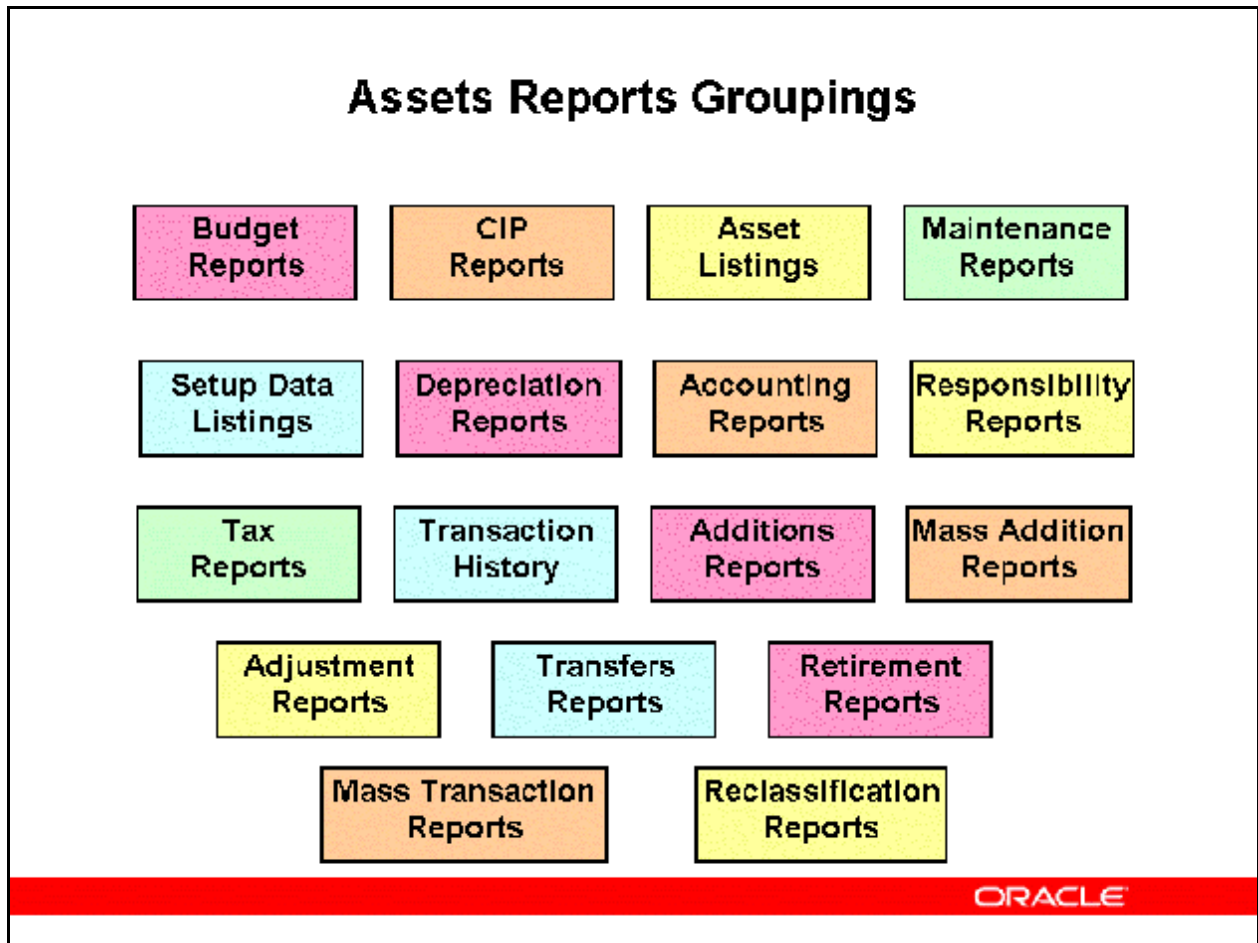 Assets Reports Groupings
Budget
Reports
CIP
Reports
Asset
Listings
Maintenance
Reports
Setup Data
Listings
Depreciation
Reports
Accounting
Reports
Responsibility
Reports
Tax
Reports
Transaction
History
Additions
Reports
Mass Addition
Reports
Adjustment
Reports
Transfers
Reports
Retirement
Reports
Mass Transaction
Reports
Reclassification
Reports
ORACLE